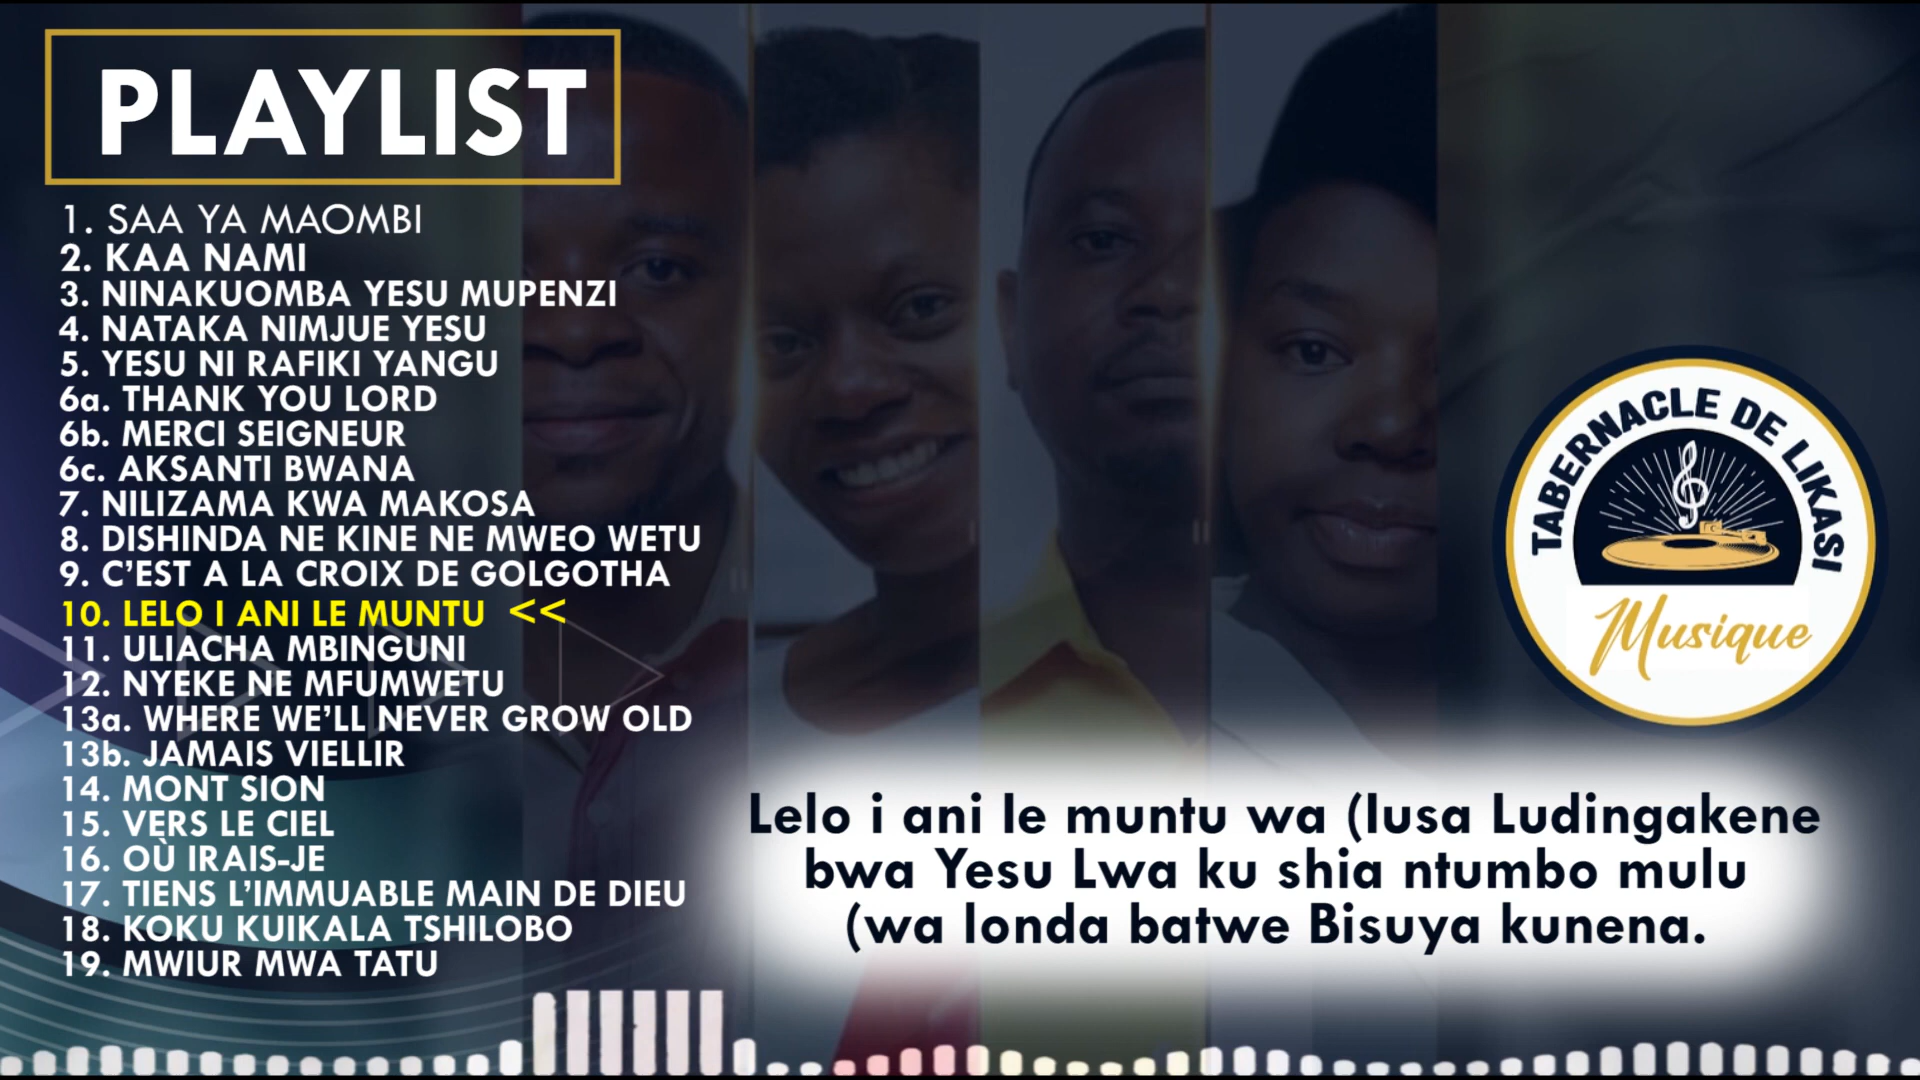 PLAYLIST
1. SAA YA MAOMBI
2. KAA NAMI
3. NINAKUOMBA YESU MUPENZI
4. NATAKA NIMJUE YESU
5. YESU NI RAFIKI YANGU
6a. THANK YOU LORD
6b. MERCI SEIGNEUR
6c. AKSANTI BWANA
7. NILIZAMA KWA MAKOSA
8. DISHINDA NE KINE NE MWEO WETU
9. C'EST A LA CROIX DE GOLGOTHA
10. LELO I ANI LE MUNTU <<
11. ULIACHA MBINGUNI
12. NYEKE NE MFUMWETU
13a. WHERE WE'LL NEVER GROW OLD
13b. JAMAIS VIELLIR
14. MONT SION
15. VERS LE CIEL
16. OÙ IRAIS-JE
17. TIENS L'IMMUABLE MAIN DE DIEU
18. KOKU KUIKALA TSHILOBO
19. MWIUR MWA TATU
TABERNACLE DE LIKASI
Musique
Lelo i ani le muntu wa (lusa Ludingakene
bwa Yesu Lwa ku shia ntumbo mulu
(wa londa batwe Bisuya kunena.